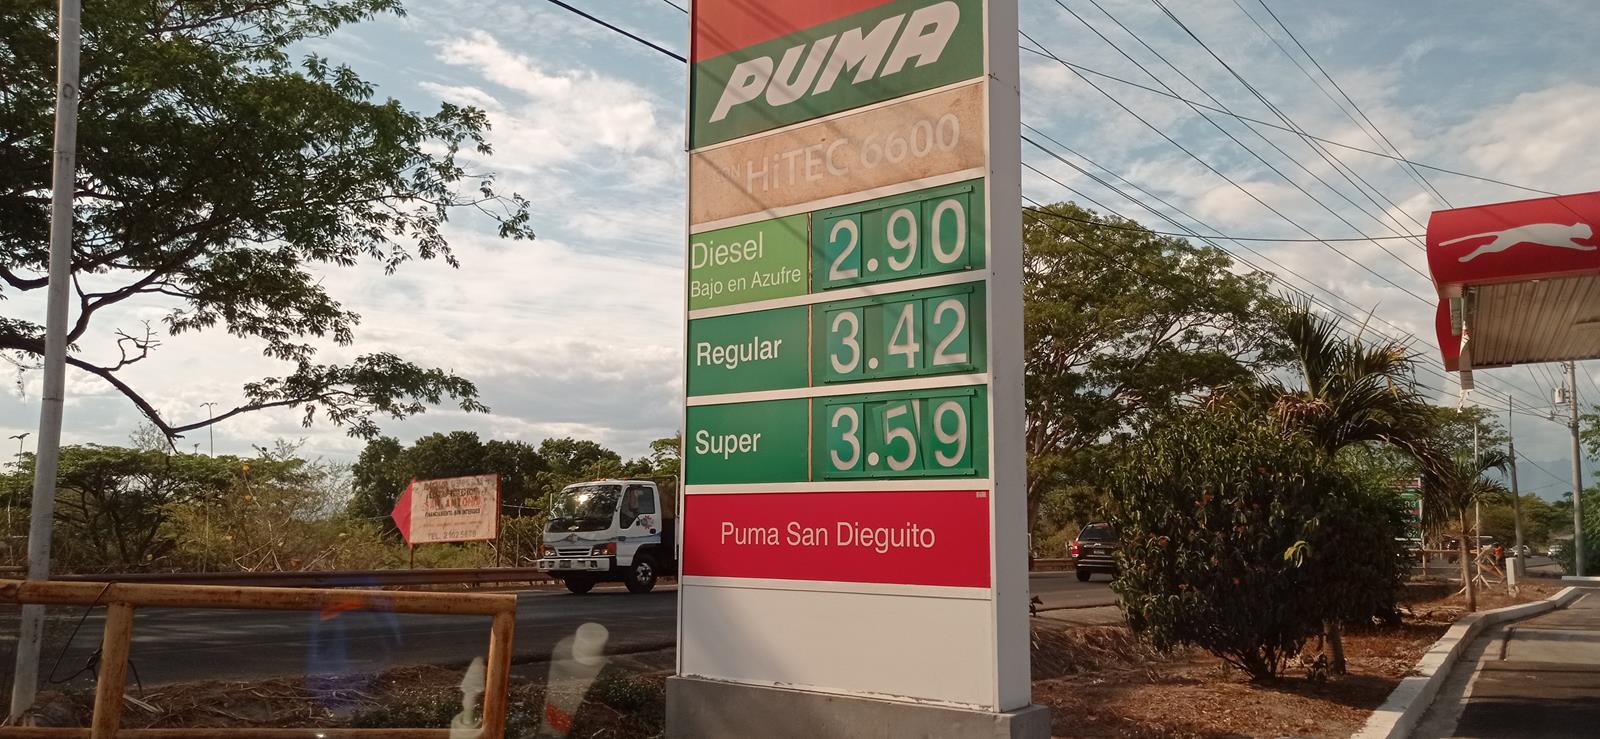 PUMA
CON HiTEC 6600
Diesel
Bajo en Azufre
2.90
Regular
3.42
Super
3.59
Puma San Dieguito